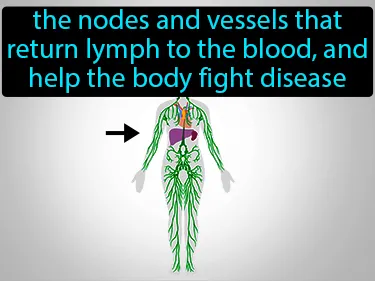 the nodes and vessels that
return lymph to the blood, and
help the body fight disease